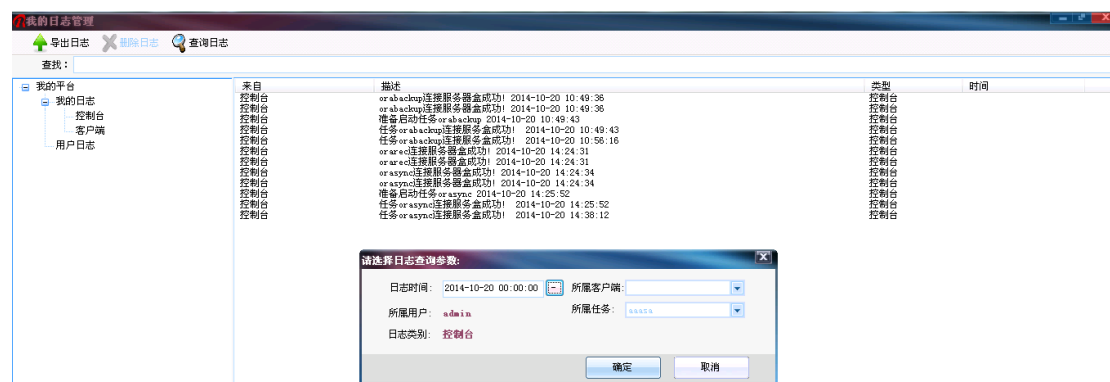 我的日志管理
导出日志 删除日志 查询日志
查找：
我的平台
我的日志
控制台
客户端
用户日志
来自 描述 类型 时间
控制台 orabackup连接服务器盒成功! 2014-10-20 10:49:36 控制台
控制台 orabackup连接服务器盒成功! 2014-10-20 10:49:36 控制台
控制台 准备启动任务orabackup 2014-10-20 10:49:43 控制台
控制台 任务orabackup连接服务盒成功! 2014-10-20 10:49:43 控制台
控制台 任务orabackup连接服务盒成功! 2014-10-20 10:56:16 控制台
控制台 orarec连接服务器盒成功! 2014-10-20 14:24:31 控制台
控制台 orarec连接服务器盒成功! 2014-10-20 14:24:31 控制台
控制台 orasync连接服务器盒成功! 2014-10-20 14:24:34 控制台
控制台 orasync连接服务器盒成功! 2014-10-20 14:24:34 控制台
控制台 准备启动任务orasync 2014-10-20 14:25:52 控制台
控制台 任务orasync连接服务盒成功! 2014-10-20 14:25:52 控制台
控制台 任务orasync连接服务盒成功! 2014-10-20 14:38:12 控制台
请选择日志查询参数:
日志时间: 2014-10-20 00:00:00 所属客户端:
所属用户: admin 所属任务:
日志类别: 控制台
确定 取消